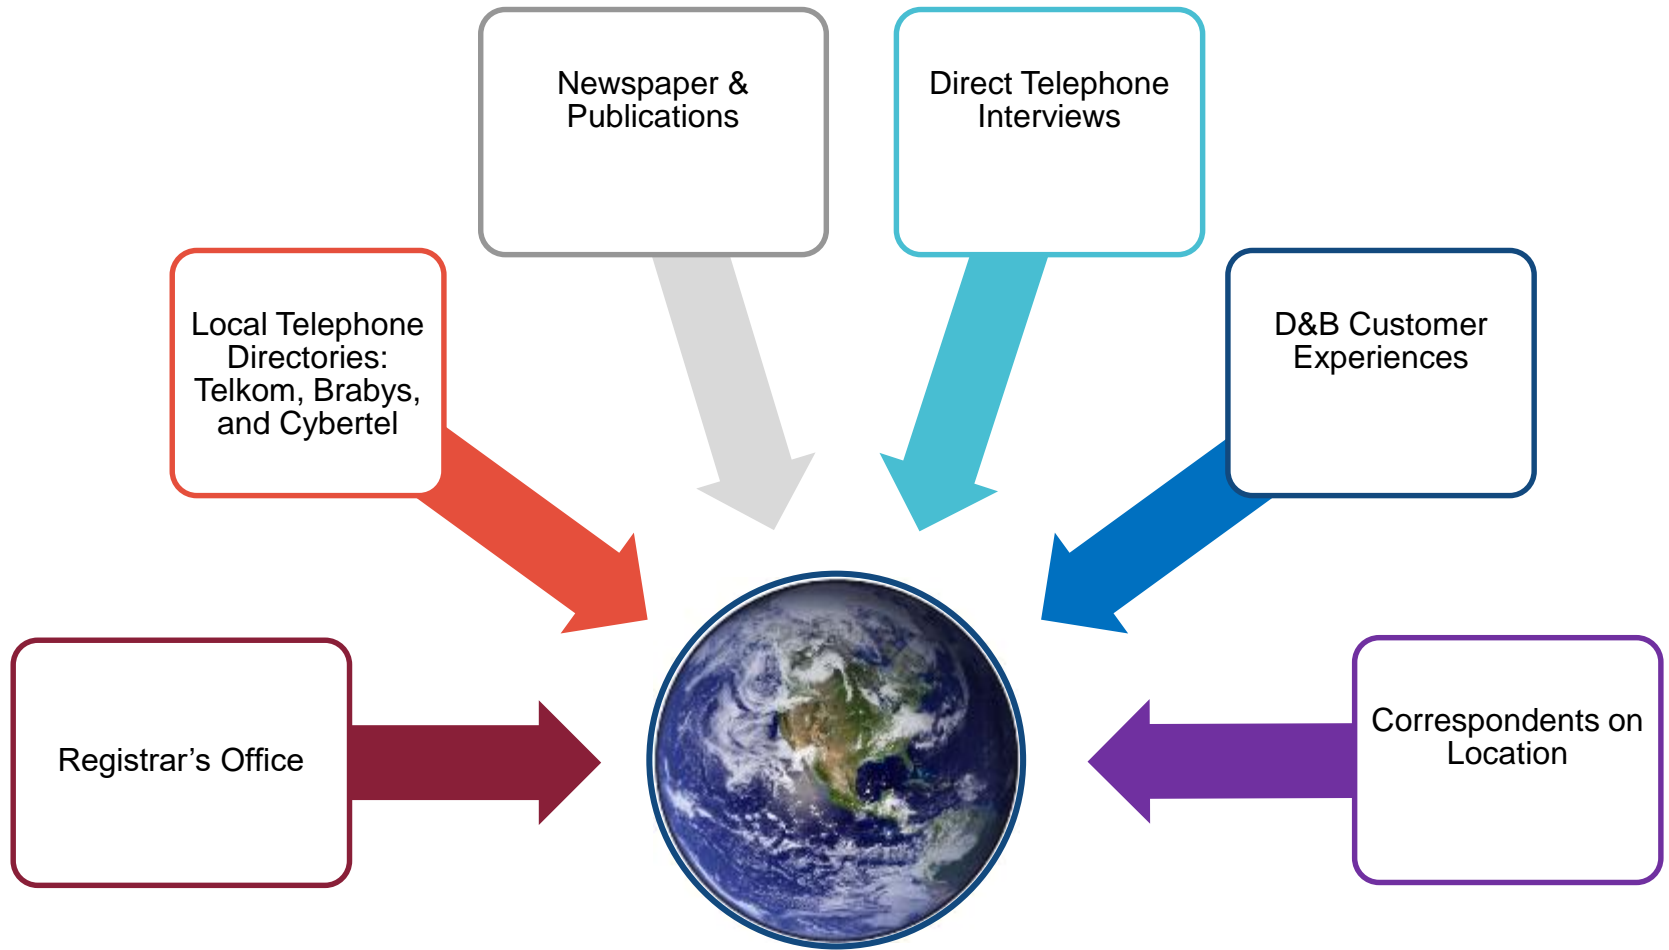 Newspaper &
Publications
Direct Telephone
Interviews
Local Telephone
Directories:
Telkom, Brabys,
and Cybertel
D&B Customer
Experiences
Registrar’s Office
Correspondents on
Location